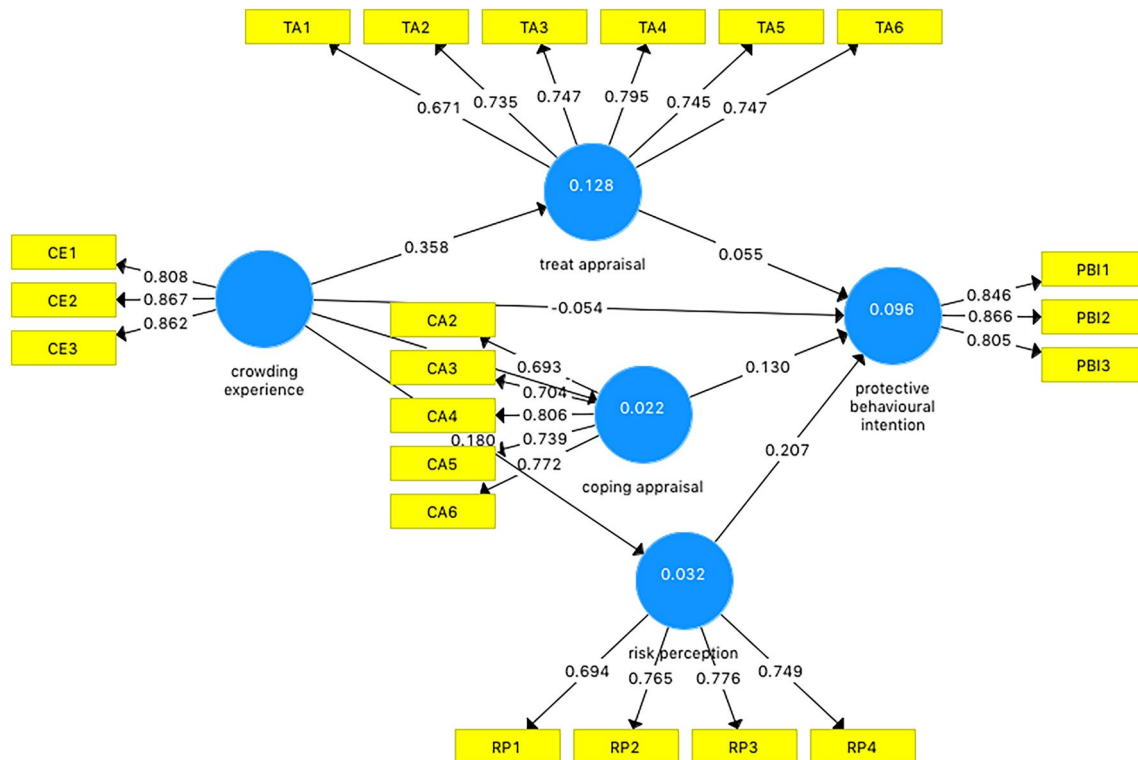 TA1 TA2 TA3 TA4 TA5 TA6
0.671 0.735 0.747 0.795 0.745 0.747
0.128
treat appraisal
CE1
CE2
CE3
0.808
0.867
0.862
crowding
experience
0.358
0.055
-0.054
CA2
CA3
CA4
CA5
CA6
0.693
0.704
0.806
0.739
0.772
0.180
0.022
coping appraisal
0.130
0.207
0.096
protective
behavioural
intention
0.846
0.866
0.805
PBI1
PBI2
PBI3
0.032
risk perception
0.694 0.765 0.776 0.749
RP1 RP2 RP3 RP4